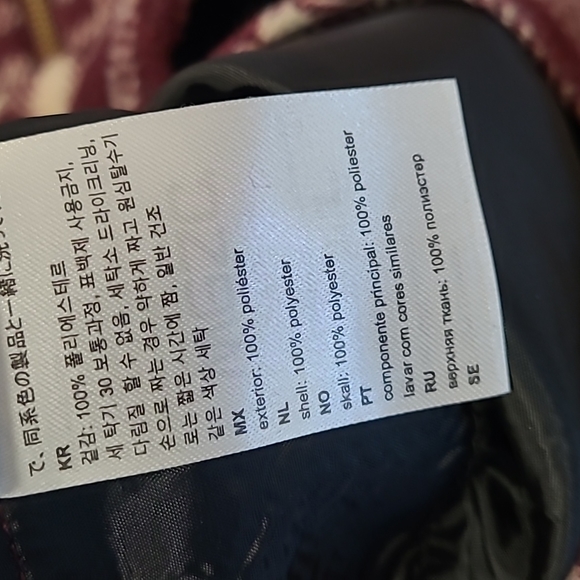 で、同系色の製品と一緒に洗って
KR
겉감: 100% 폴리에스테르
세탁기 30 보통과정, 표백제 사용금지,
다림질 할 수 없음, 세탁소 드라이크리닝,
손으로 짜는 경우 약하게 짜고 원심탈수기
또는 짧은 시간에 짬, 일반 건조
같은 색상 세탁
MX
exterior: 100% poliéster
NL
shell: 100% polyester
NO
skall: 100% polyester
PT
componente principal: 100% poliester
lavar com cores similares
RU
верхняя ткань: 100% полиэстер
SE